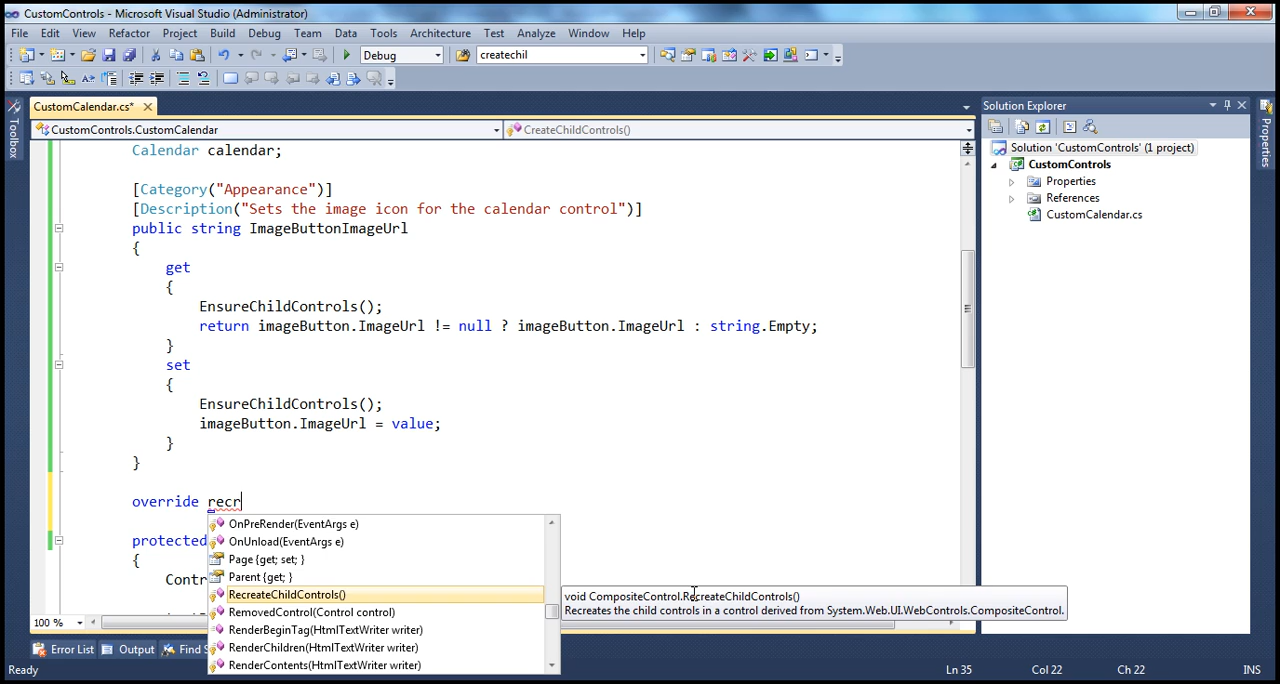 CustomControls - Microsoft Visual Studio (Administrator)
File Edit View Refactor Project Build Debug Team Data Tools Architecture Test Analyze Window Help
Debug createchil
CustomCalendar.cs*
Solution Explorer
CustomControls.CustomCalendar CreateChildControls()
Toolbox
Properties
Calendar calendar;
[Category("Appearance")]
[Description("Sets the image icon for the calendar control")]
public string ImageButtonImageUrl
{
get
{
EnsureChildControls();
return imageButton.ImageUrl != null ? imageButton.ImageUrl : string.Empty;
}
set
{
EnsureChildControls();
imageButton.ImageUrl = value;
}
}
override recr
protected
{
Contr
OnPreRender(EventArgs e)
OnUnload(EventArgs e)
Page {get; set; }
Parent {get; }
RecreateChildControls()
RemovedControl(Control control)
RenderBeginTag(HtmlTextWriter writer)
RenderChildren(HtmlTextWriter writer)
RenderContents(HtmlTextWriter writer)
void CompositeControl.RecreateChildControls()
Recreates the child controls in a control derived from System.Web.UI.WebControls.CompositeControl.
Solution 'CustomControls' (1 project)
CustomControls
Properties
References
CustomCalendar.cs
100 %
Error List Output Find S
Ready Ln 35 Col 22 Ch 22 INS